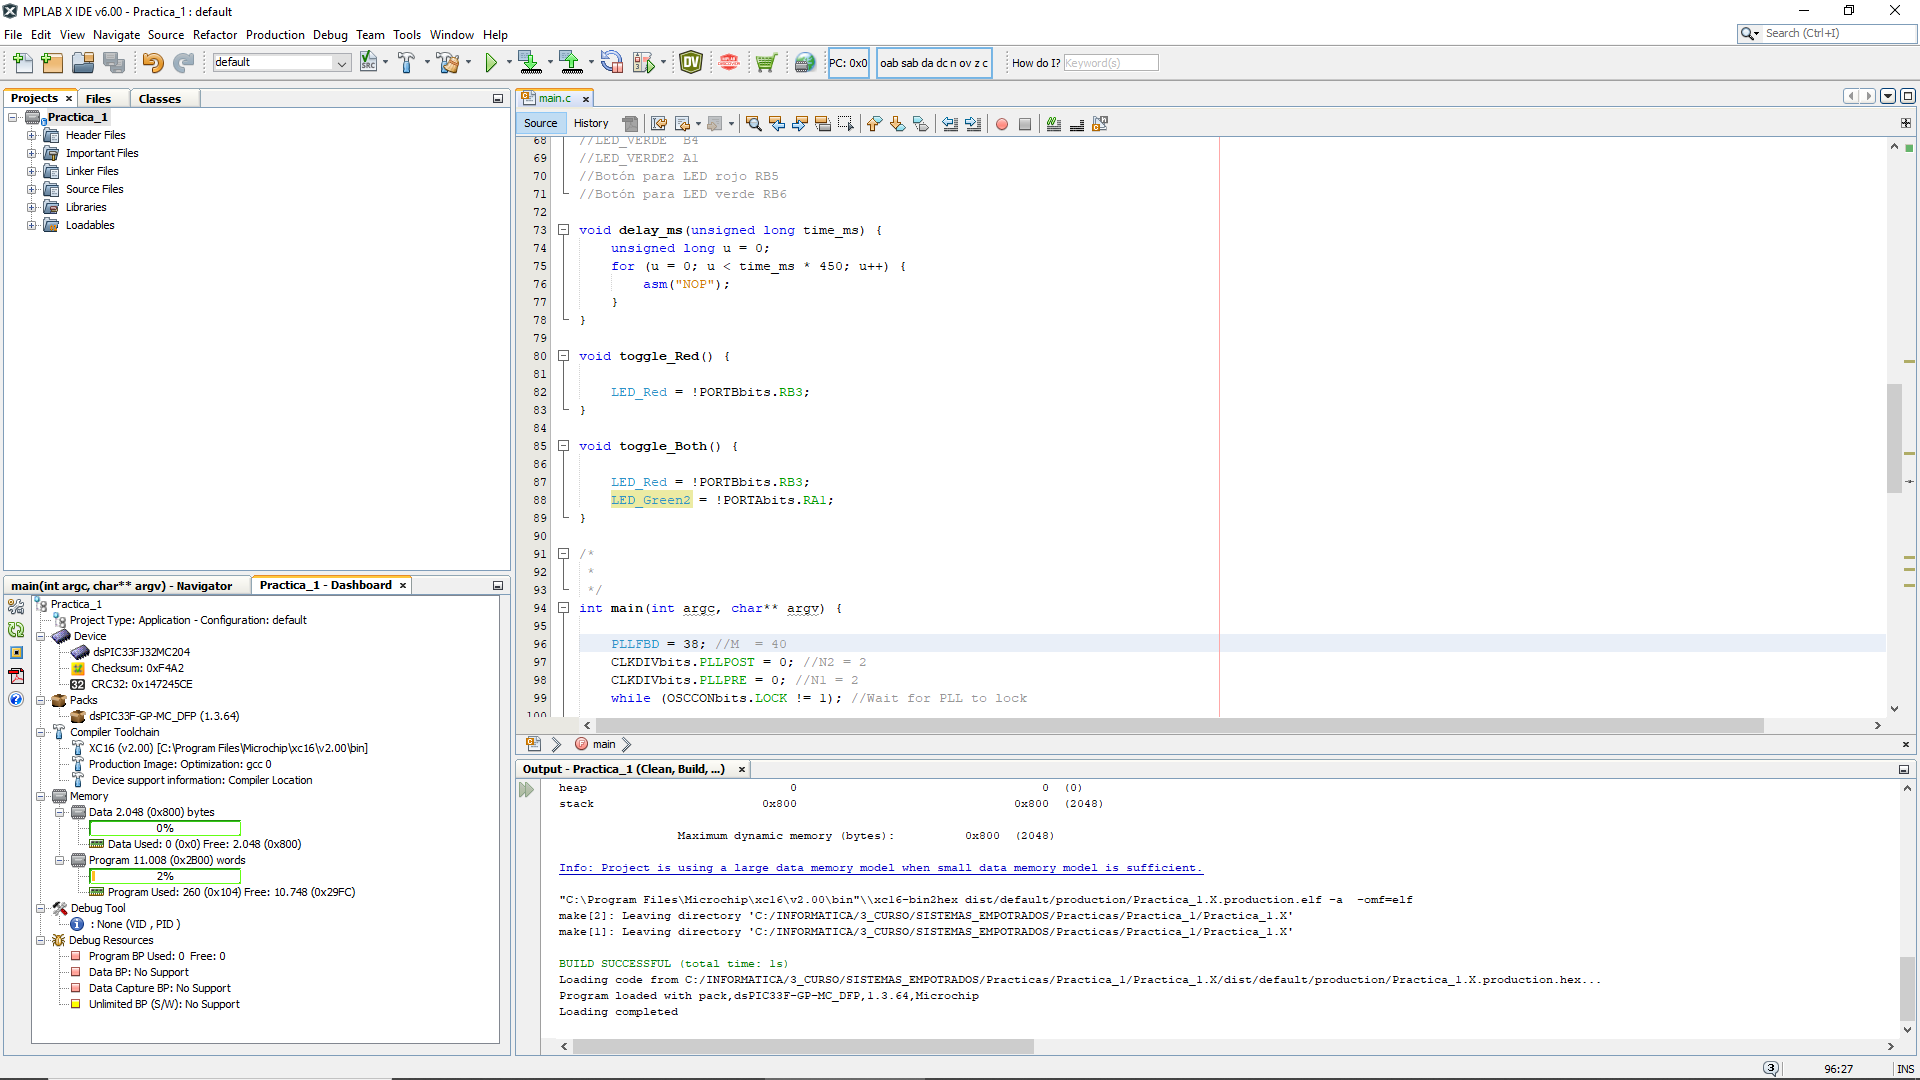 MPLAB X IDE v6.00 - Practica_1 : default
File Edit View Navigate Source Refactor Production Debug Team Tools Window Help
Search (Ctrl+I)
default
PC: 0x0
oab sab da dc n ov z c
How do I? Keyword(s)
Projects
Files
Classes
Practica_1
Header Files
Important Files
Linker Files
Source Files
Libraries
Loadables
main(int argc, char** argv) - Navigator
Practica_1 - Dashboard
Practica_1
Project Type: Application - Configuration: default
Device
dsPIC33FJ32MC204
Checksum: 0xF4A2
32 CRC32: 0x147245CE
Packs
dsPIC33F-GP-MC_DFP (1.3.64)
Compiler Toolchain
XC16 (v2.00) [C:\Program Files\Microchip\xc16\v2.00\bin]
Production Image: Optimization: gcc 0
Device support information: Compiler Location
Memory
Data 2.048 (0x800) bytes
0%
Data Used: 0 (0x0) Free: 2.048 (0x800)
Program 11.008 (0x2B00) words
2%
Program Used: 260 (0x104) Free: 10.748 (0x29FC)
Debug Tool
: None (VID , PID )
Debug Resources
Program BP Used: 0 Free: 0
Data BP: No Support
Data Capture BP: No Support
Unlimited BP (S/W): No Support
main.c
Source History
68 //LED_VERDE B4
69 //LED_VERDE2 A1
70 //Botón para LED rojo RB5
71 //Botón para LED verde RB6
72
73 void delay_ms(unsigned long time_ms) {
74 unsigned long u = 0;
75 for (u = 0; u < time_ms * 450; u++) {
76 asm("NOP");
77 }
78 }
79
80 void toggle_Red() {
81
82 LED_Red = !PORTBbits.RB3;
83 }
84
85 void toggle_Both() {
86
87 LED_Red = !PORTBbits.RB3;
88 LED_Green2 = !PORTAbits.RA1;
89 }
90
91 /*
92 *
93 */
94 int main(int argc, char** argv) {
95
96 PLLFBD = 38; //M = 40
97 CLKDIVbits.PLLPOST = 0; //N2 = 2
98 CLKDIVbits.PLLPRE = 0; //N1 = 2
99 while (OSCCONbits.LOCK != 1); //Wait for PLL to lock
100
main
Output - Practica_1 (Clean, Build, ...)
heap 0 0 (0)
stack 0x800 0x800 (2048)
Maximum dynamic memory (bytes): 0x800 (2048)
Info: Project is using a large data memory model when small data memory model is sufficient.
"C:\Program Files\Microchip\xc16\v2.00\bin"\\xc16-bin2hex dist/default/production/Practica_1.X.production.elf -a -omf=elf
make[2]: Leaving directory 'C:/INFORMATICA/3_CURSO/SISTEMAS_EMPOTRADOS/Practicas/Practica_1/Practica_1.X'
make[1]: Leaving directory 'C:/INFORMATICA/3_CURSO/SISTEMAS_EMPOTRADOS/Practicas/Practica_1/Practica_1.X'
BUILD SUCCESSFUL (total time: 1s)
Loading code from C:/INFORMATICA/3_CURSO/SISTEMAS_EMPOTRADOS/Practicas/Practica_1/Practica_1.X/dist/default/production/Practica_1.X.production.hex...
Program loaded with pack,dsPIC33F-GP-MC_DFP,1.3.64,Microchip
Loading completed
3
96:27
INS